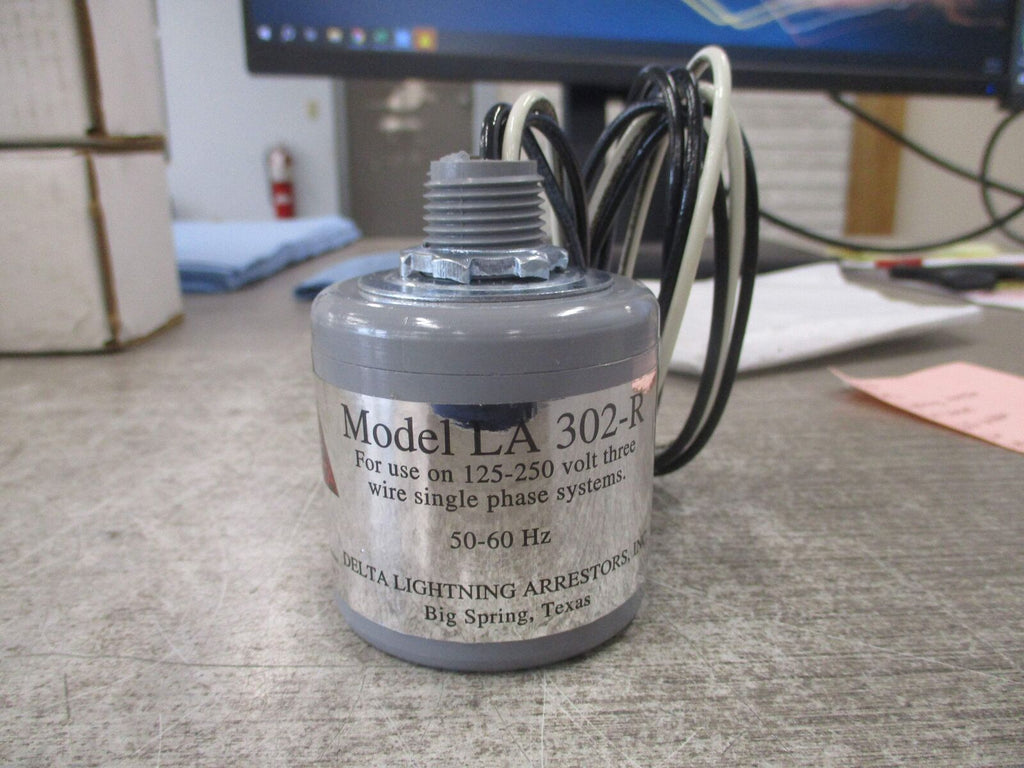 Model LA 302-R
For use on 125-250 volt three
wire single phase systems.
50-60 Hz
DELTA LIGHTNING ARRESTORS, INC
Big Spring, Texas